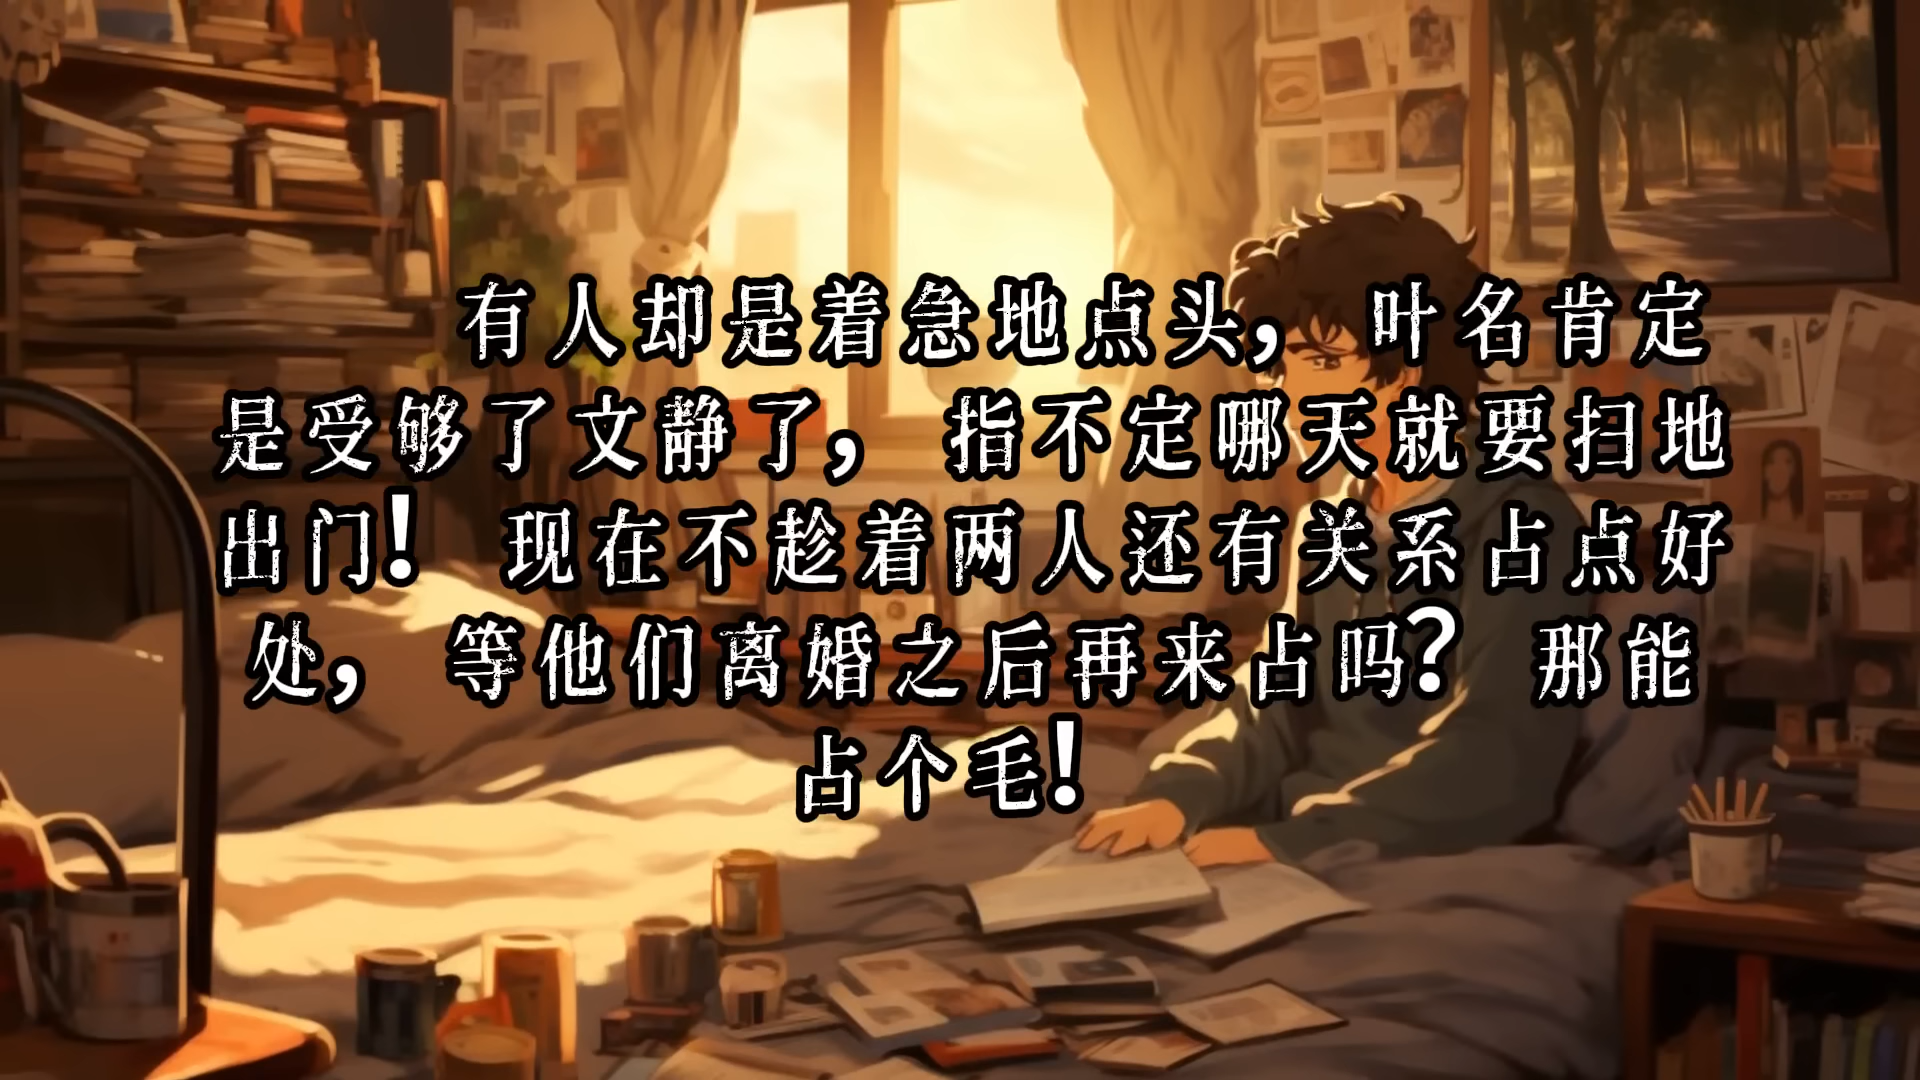 有人却是着急地点头，叶名肯定
是受够了文静了，指不定哪天就要扫地
出门！现在不趁着两人还有关系占点好
处，等他们离婚之后再来占吗？那能
占个毛！